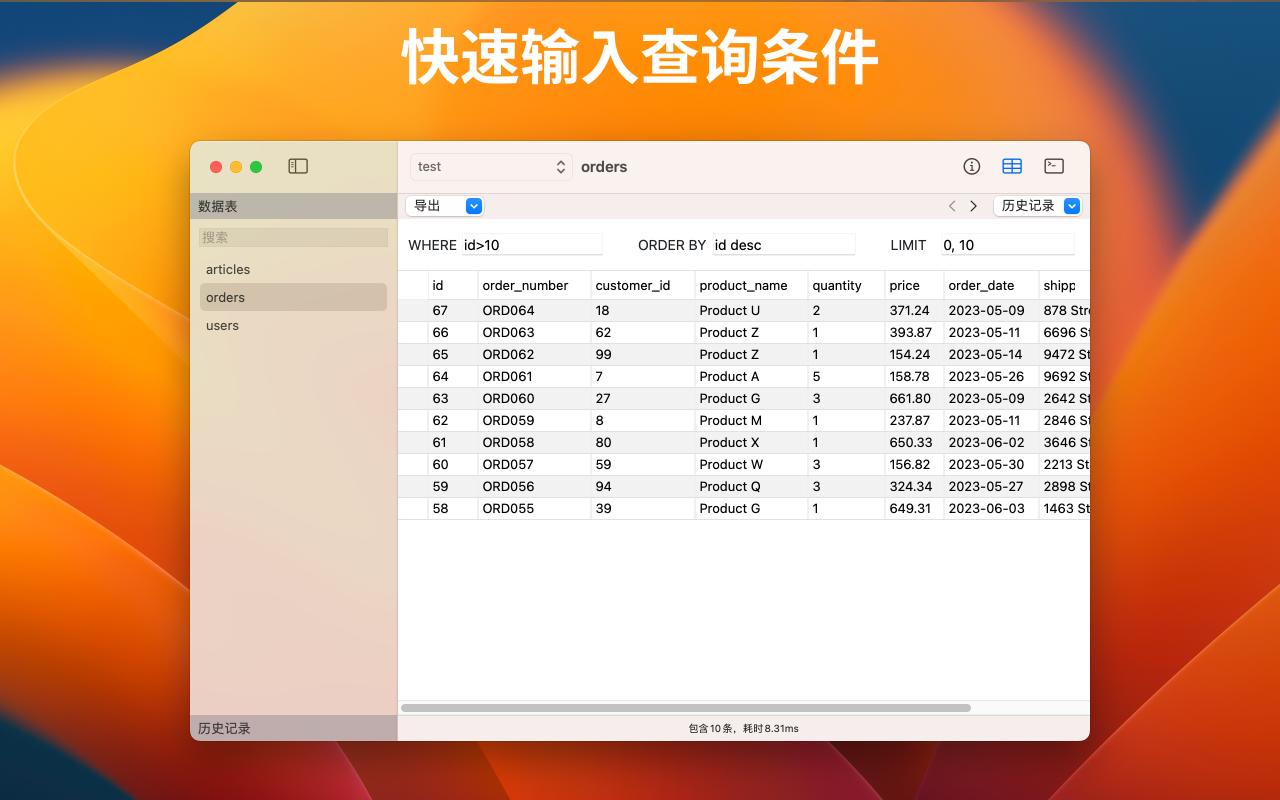 快速输入查询条件
test
orders
数据表
导出
历史记录
搜索
WHERE id>10 ORDER BY id desc LIMIT 0, 10
articles
orders
users
id order_number customer_id product_name quantity price order_date shipp
67 ORD064 18 Product U 2 371.24 2023-05-09 878 Stre
66 ORD063 62 Product Z 1 393.87 2023-05-11 6696 St
65 ORD062 99 Product Z 1 154.24 2023-05-14 9472 St
64 ORD061 7 Product A 5 158.78 2023-05-26 9692 St
63 ORD060 27 Product G 3 661.80 2023-05-09 2642 St
62 ORD059 8 Product M 1 237.87 2023-05-11 2846 St
61 ORD058 80 Product X 1 650.33 2023-06-02 3646 St
60 ORD057 59 Product W 3 156.82 2023-05-30 2213 St
59 ORD056 94 Product Q 3 324.34 2023-05-27 2898 St
58 ORD055 39 Product G 1 649.31 2023-06-03 1463 St
历史记录
包含10条，耗时8.31ms